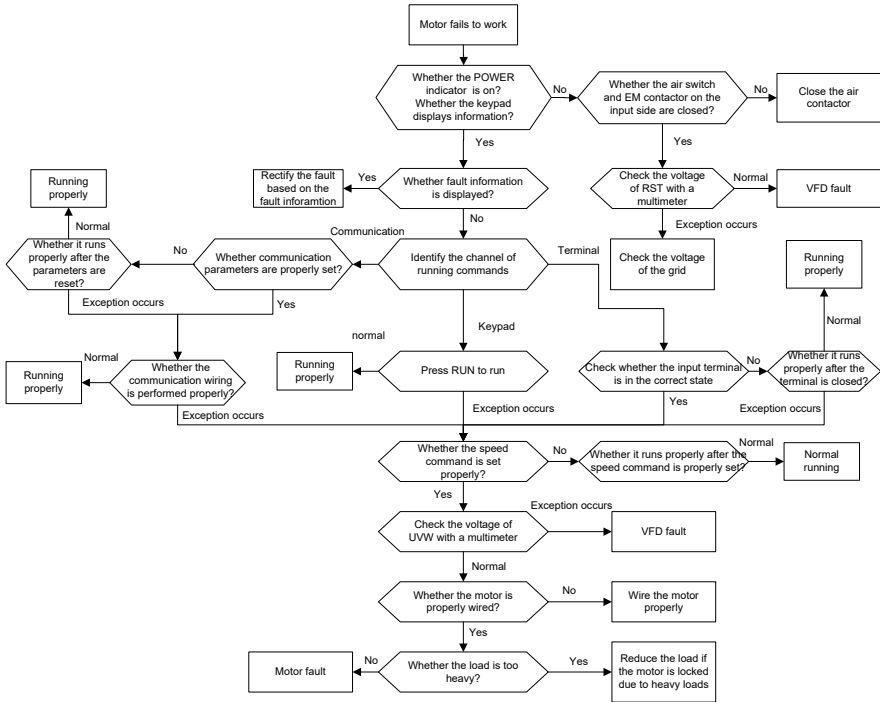 Motor fails to work
Whether the POWER
indicator is on?
Whether the keypad
displays information?
No
Whether the air switch
and EM contactor on the
input side are closed?
No
Close the air
contactor
Yes
Yes
Rectify the fault
based on the
fault inforamtion
Yes
Whether fault information
is displayed?
Check the voltage
of RST with a
multimeter
Normal
VFD fault
Running
properly
Normal
No
Exception occurs
Communication
Whether it runs
properly after the
parameters are
reset?
No
Whether communication
parameters are properly set?
Identify the channel of
running commands
Terminal
Check the voltage
of the grid
Running
properly
Exception occurs
Yes
Keypad
normal
Normal
Running
properly
Normal
Whether the
communication wiring
is performed properly?
Running
properly
Press RUN to run
Check whether the input terminal
is in the correct state
No
Whether it runs
properly after the
terminal is closed?
Exception occurs
Exception occurs
Yes
Exception occurs
Whether the speed
command is set
properly?
No
Whether it runs properly after the
speed command is properly set?
Normal
Normal
running
Yes
Exception occurs
Check the voltage of
UVW with a multimeter
VFD fault
Normal
Whether the motor is
properly wired?
No
Wire the motor
properly
Yes
Motor fault
No
Whether the load is too
heavy?
Yes
Reduce the load if
the motor is locked
due to heavy loads